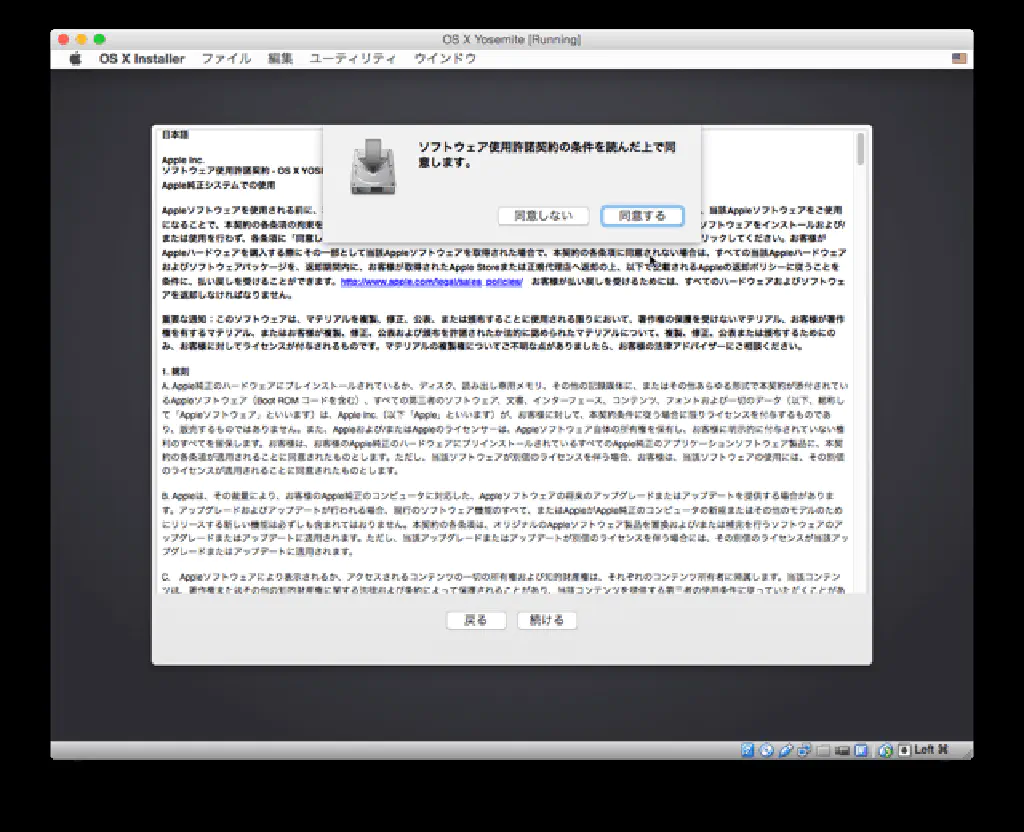 OS X Yosemite [Running]
OS X Installer ファイル 編集 ユーティリティ ウインドウ
日本語
Apple Inc.
ソフトウェア使用許諾契約 - OS X YOS
Apple純正システムでの使用
ソフトウェア使用許諾契約の条件を読んだ上で同
意します。
同意しない 同意する
Appleソフトウェアを使用される前に、 当該Appleソフトウェアをご使用
になることで、本契約の各条項の拘束を フトウェアをインストールおよび/
または使用を行わず、各条項に「同意し リックしてください。お客様が
Appleハードウェアを購入する際にその一部として当該Appleソフトウェアを取得された場合で、本契約の各条項に同意されない場合は、すべての当該Appleハードウェア
およびソフトウェアパッケージを、返却期間内に、お客様が取得されたApple Storeまたは正規代理店へ返却の上、以下で記載されるAppleの返却ポリシーに従うことを
条件に、払い戻しを受けることができます。http://www.apple.com/legal/sales_policies/ お客様が払い戻しを受けるためには、すべてのハードウェアおよびソフトウェ
アを返却しなければなりません。
重要な通知：このソフトウェアは、マテリアルを複製、修正、公表、または頒布することに使用される限りにおいて、著作権の保護を受けないマテリアル、お客様が著作
権を有するマテリアル、またはお客様が複製、修正、公表および頒布を許諾されたか法的に認められたマテリアルについて、複製、修正、公表または頒布するためにの
み、お客様に対してライセンスが付与されるものです。マテリアルの複製権についてご不明な点がありましたら、お客様の法律アドバイザーにご相談ください。
1. 総則
A. Apple純正のハードウェアにプレインストールされているか、ディスク、読み出し専用メモリ、その他の記録媒体に、またはその他あらゆる形式で本契約が添付されてい
るAppleソフトウェア（Boot ROM コードを含む）、すべての第三者のソフトウェア、文書、インターフェース、コンテンツ、フォントおよび一切のデータ（以下、総称し
て「Appleソフトウェア」といいます）は、Apple Inc.（以下「Apple」といいます）が、お客様に対して、本契約条件に従う場合に限りライセンスを付与するものであ
り、販売するものではありません。また、Appleおよび/またはAppleのライセンサーは、Appleソフトウェア自体の所有権を保有し、お客様に明示的に付与されていない権
利のすべてを留保します。お客様は、お客様のApple純正のハードウェアにプリインストールされているすべてのApple純正のアプリケーションソフトウェア製品に、本契
約の各条項が適用されることに同意されたものとします。ただし、当該ソフトウェアが別個のライセンスを伴う場合、お客様は、当該ソフトウェアの使用には、その別個
のライセンスが適用されることに同意されたものとします。
B. Appleは、その裁量により、お客様のApple純正のコンピュータに対応した、Appleソフトウェアの将来のアップグレードまたはアップデートを提供する場合がありま
す。アップグレードおよびアップデートが行われる場合、現行のソフトウェア機能のすべて、またはAppleがApple純正のコンピュータの新版またはその他のモデルのため
にリリースする新しい機能は必ずしも含まれてはおりません。本契約の各条項は、オリジナルのAppleソフトウェア製品を置換および/または補完を行うソフトウェアのア
ップグレードまたはアップデートに適用されます。ただし、当該アップグレードまたはアップデートが別個のライセンスを伴う場合には、その別個のライセンスが当該アッ
プグレードまたはアップデートに適用されます。
C. Appleソフトウェアにより表示されるか、アクセスされるコンテンツの一切の所有権および知的財産権は、それぞれのコンテンツ所有者に帰属します。当該コンテン
ツは、著作権またはその他の知的財産権に関する法律および条約によって保護されることがあり、当該コンテンツを提供する第三者の使用条件に従っていただくことがあ
戻る 続ける
Left ⌘